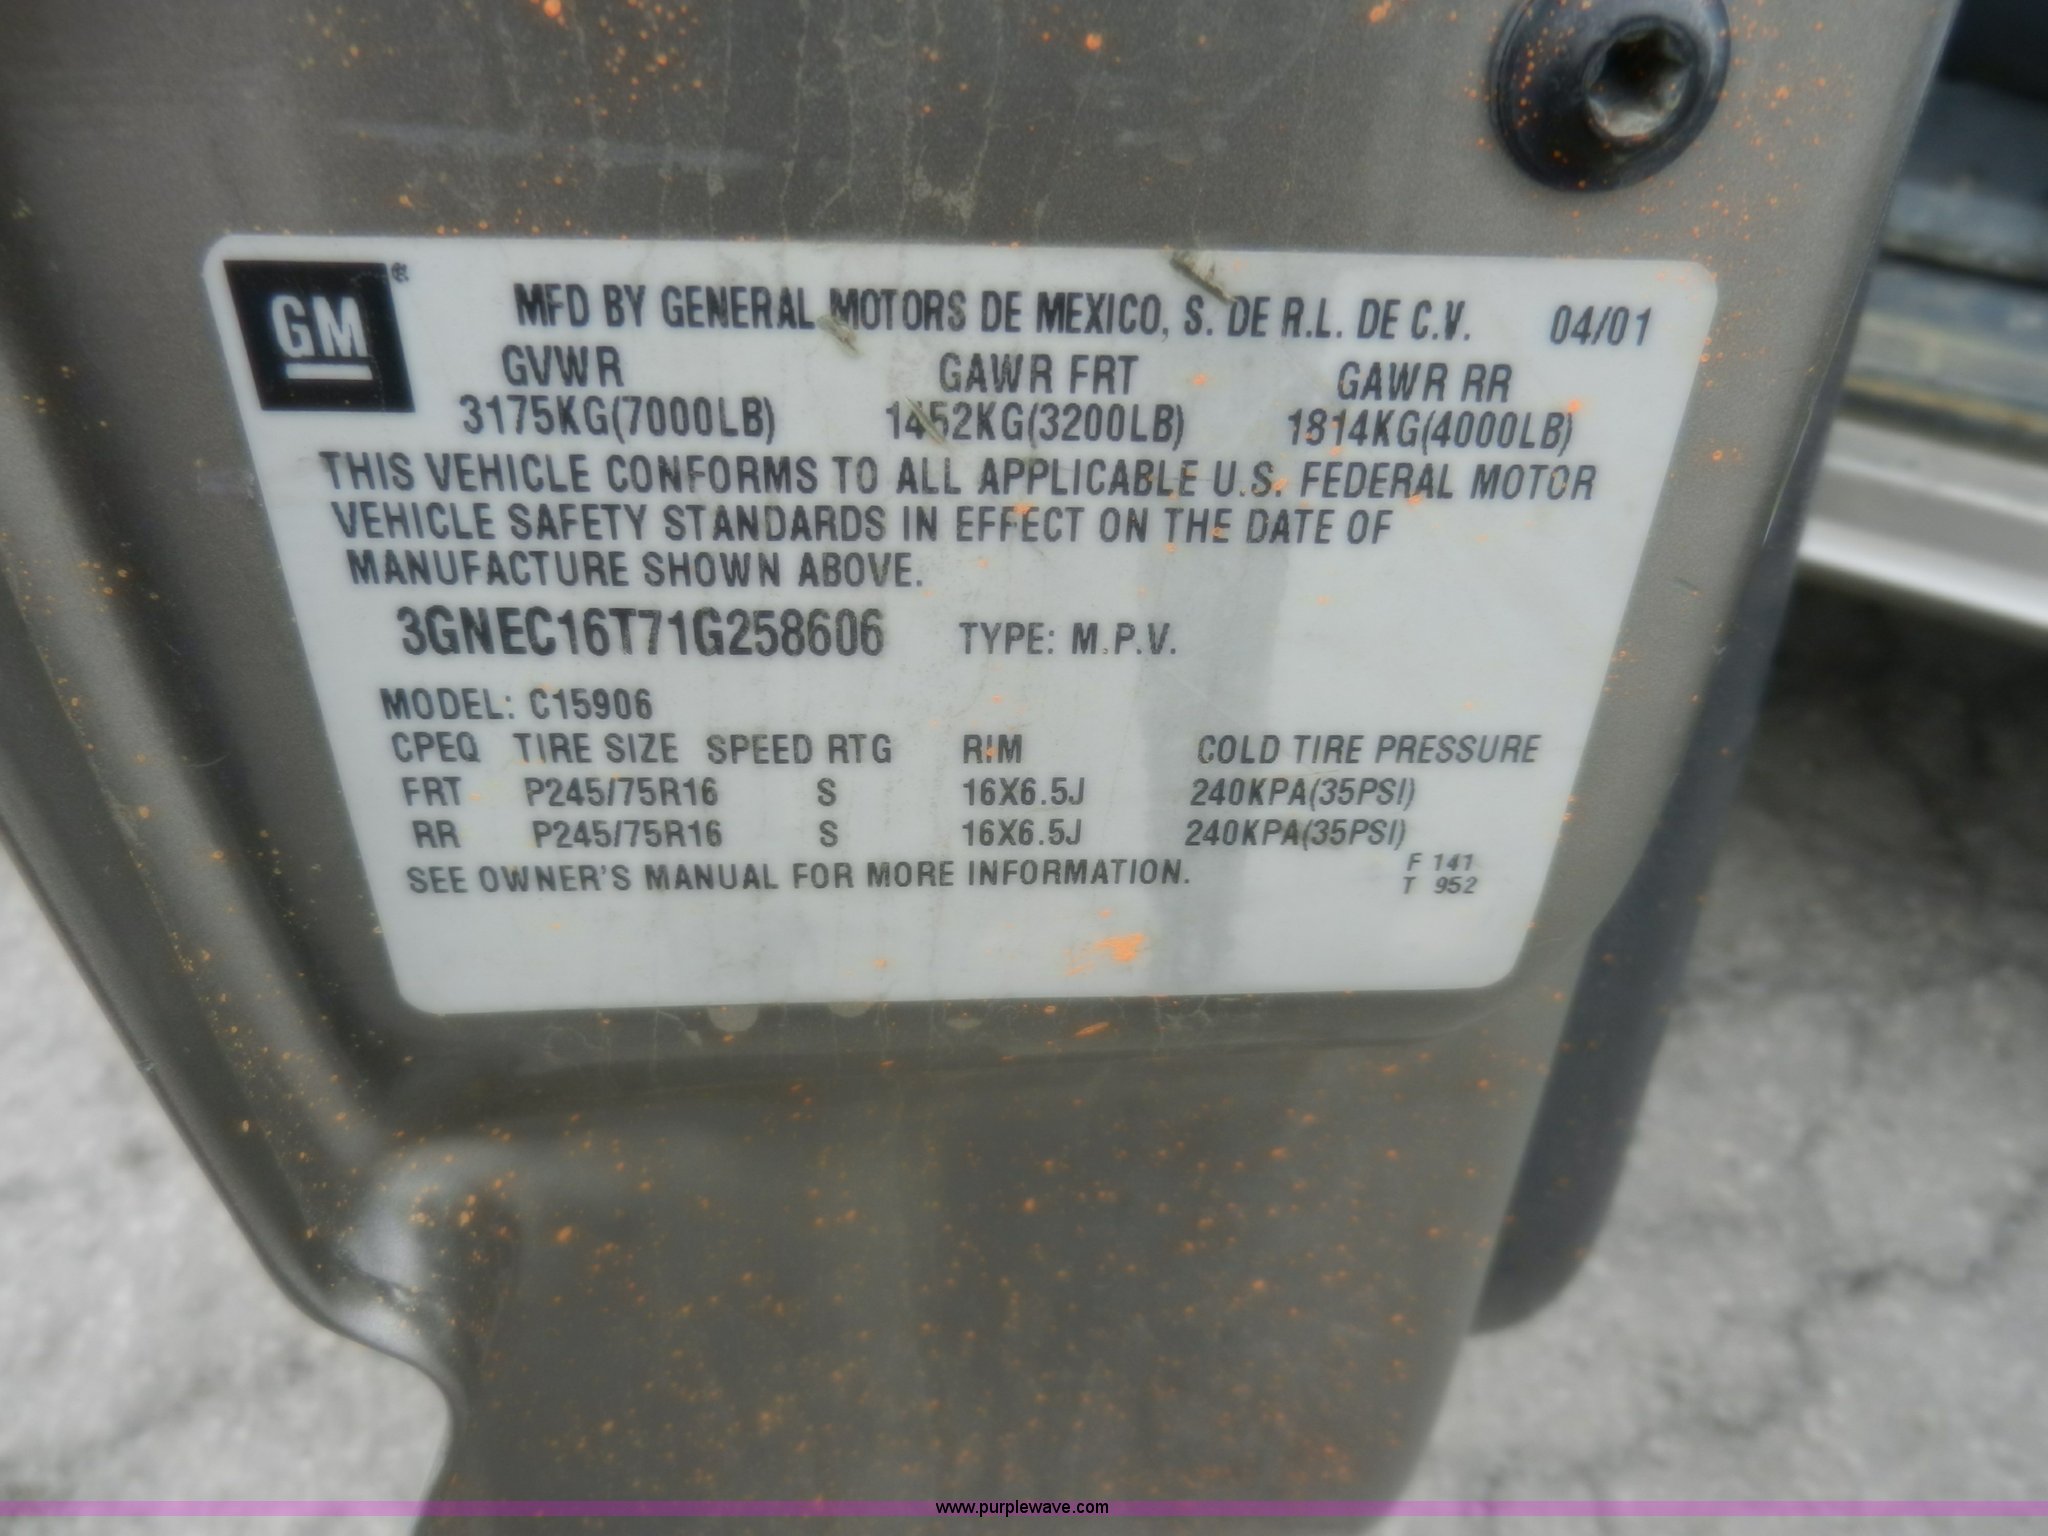 GM ®
MFD BY GENERAL MOTORS DE MEXICO, S. DE R.L. DE C.V. 04/01
GVWR GAWR FRT GAWR RR
3175KG(7000LB) 1452KG(3200LB) 1814KG(4000LB)
THIS VEHICLE CONFORMS TO ALL APPLICABLE U.S. FEDERAL MOTOR
VEHICLE SAFETY STANDARDS IN EFFECT ON THE DATE OF
MANUFACTURE SHOWN ABOVE.
3GNEC16T71G258606 TYPE: M.P.V.
MODEL: C15906
CPEQ TIRE SIZE SPEED RTG RIM COLD TIRE PRESSURE
FRT P245/75R16 S 16X6.5J 240KPA(35PSI)
RR P245/75R16 S 16X6.5J 240KPA(35PSI)
SEE OWNER'S MANUAL FOR MORE INFORMATION.
F 141
T 952
www.purplewave.com